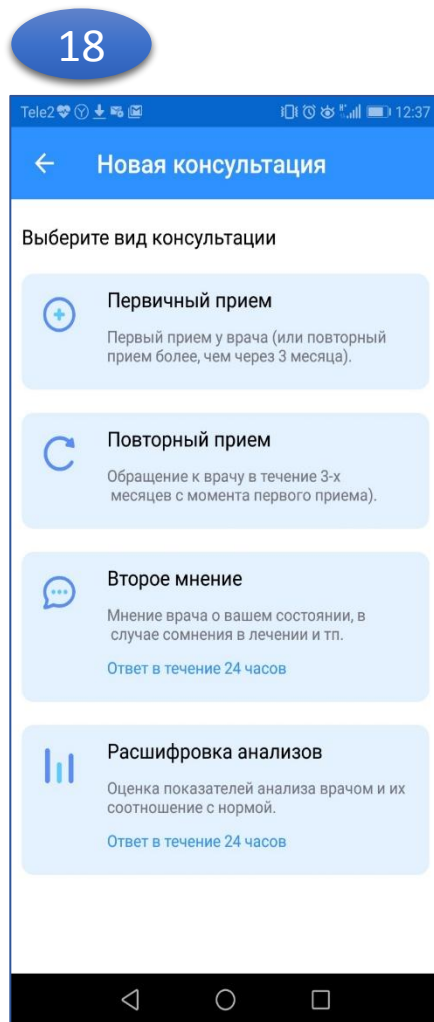 18
Tele2 12:37
Новая консультация
Выберите вид консультации
Первичный прием
Первый прием у врача (или повторный
прием более, чем через 3 месяца).
Повторный прием
Обращение к врачу в течение 3-х
месяцев с момента первого приема).
Второе мнение
Мнение врача о вашем состоянии, в
случае сомнения в лечении и тп.
Ответ в течение 24 часов
Расшифровка анализов
Оценка показателей анализа врачом и их
соотношение с нормой.
Ответ в течение 24 часов